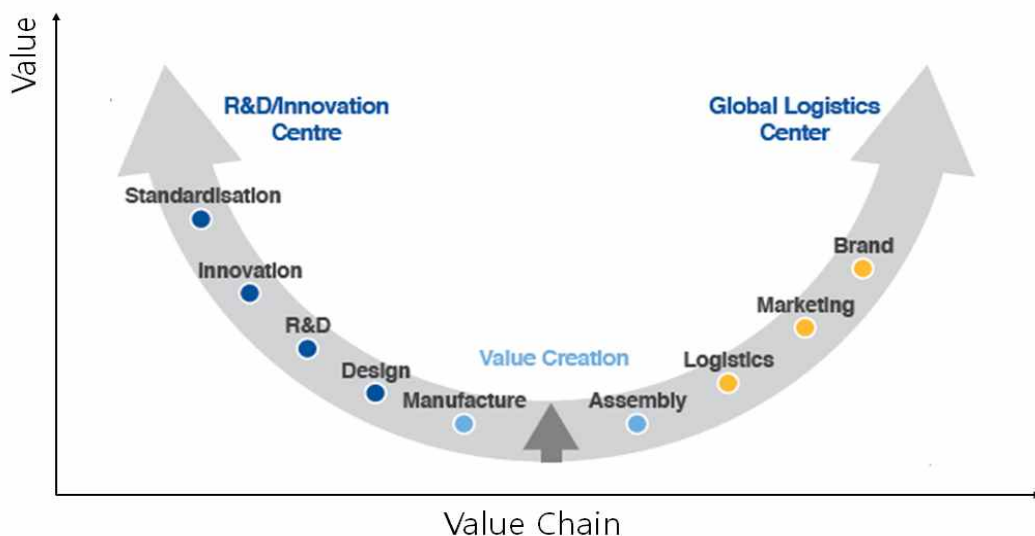 Value
R&D/Innovation
Centre
Global Logistics
Center
Standardisation
Innovation
R&D
Design
Manufacture
Value Creation
Assembly
Logistics
Marketing
Brand
Value Chain